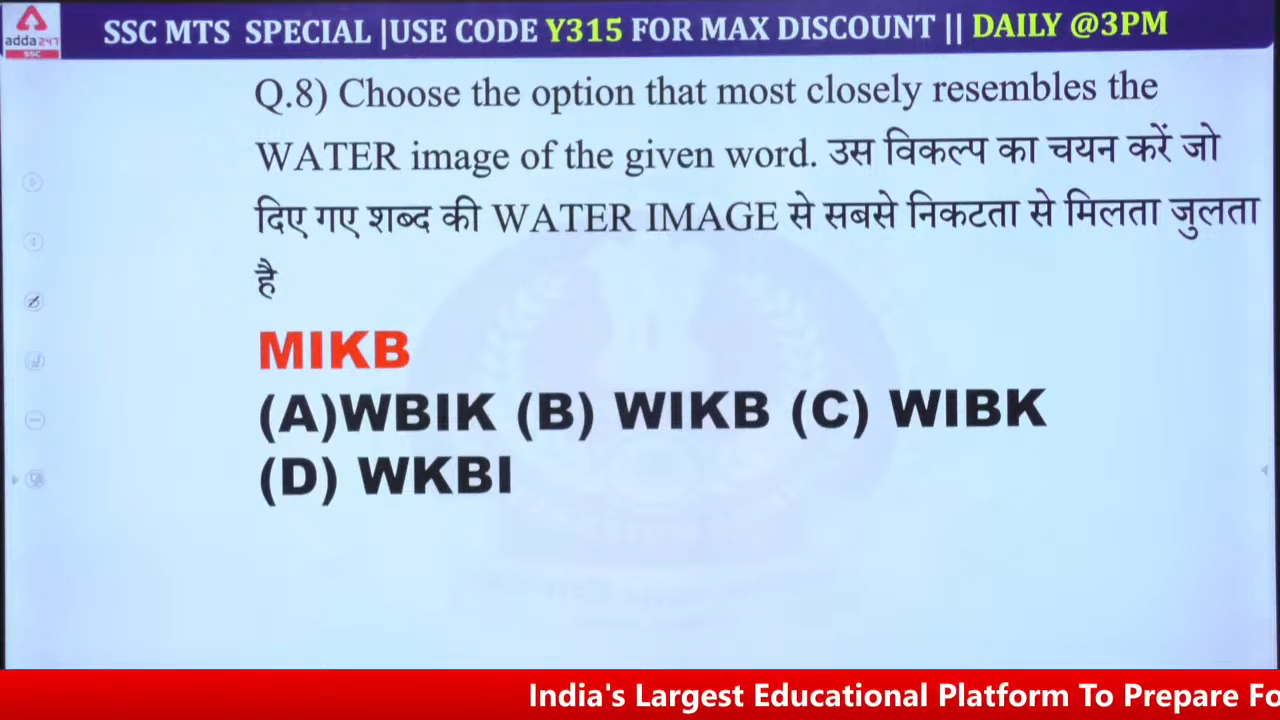 adda247
SSC
SSC MTS SPECIAL |USE CODE Y315 FOR MAX DISCOUNT || DAILY @3PM
Q.8) Choose the option that most closely resembles the
WATER image of the given word. उस विकल्प का चयन करें जो
दिए गए शब्द की WATER IMAGE से सबसे निकटता से मिलता जुलता
है
MIKB
(A)WBIK (B) WIKB (C) WIBK
(D) WKBI
India's Largest Educational Platform To Prepare Fo